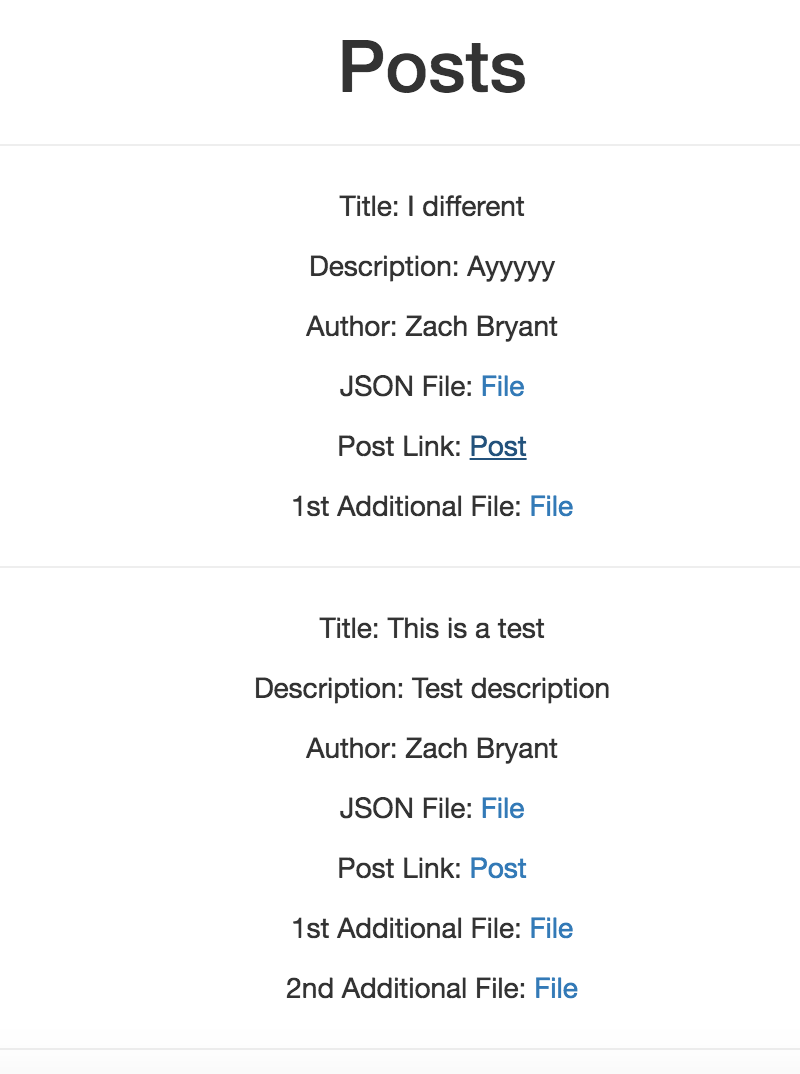 Posts
Title: I different
Description: Ayyyyy
Author: Zach Bryant
JSON File: File
Post Link: Post
1st Additional File: File
Title: This is a test
Description: Test description
Author: Zach Bryant
JSON File: File
Post Link: Post
1st Additional File: File
2nd Additional File: File